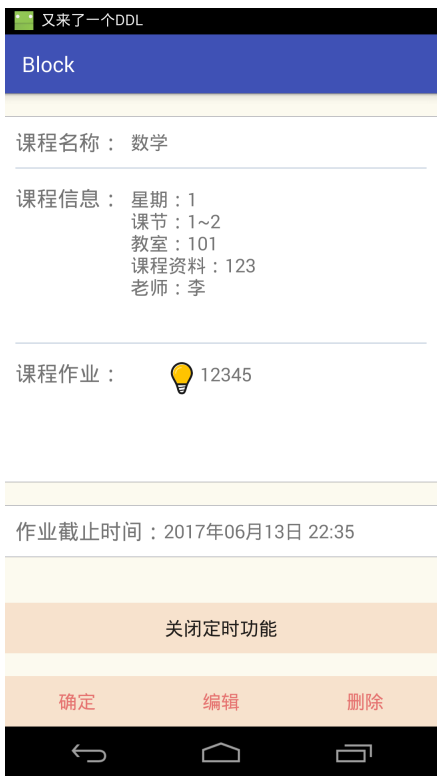 又来了一个DDL
Block
课程名称： 数学
课程信息： 星期：1
课节：1~2
教室：101
课程资料：123
老师：李
课程作业： 12345
作业截止时间：2017年06月13日 22:35
关闭定时功能
确定 编辑 删除